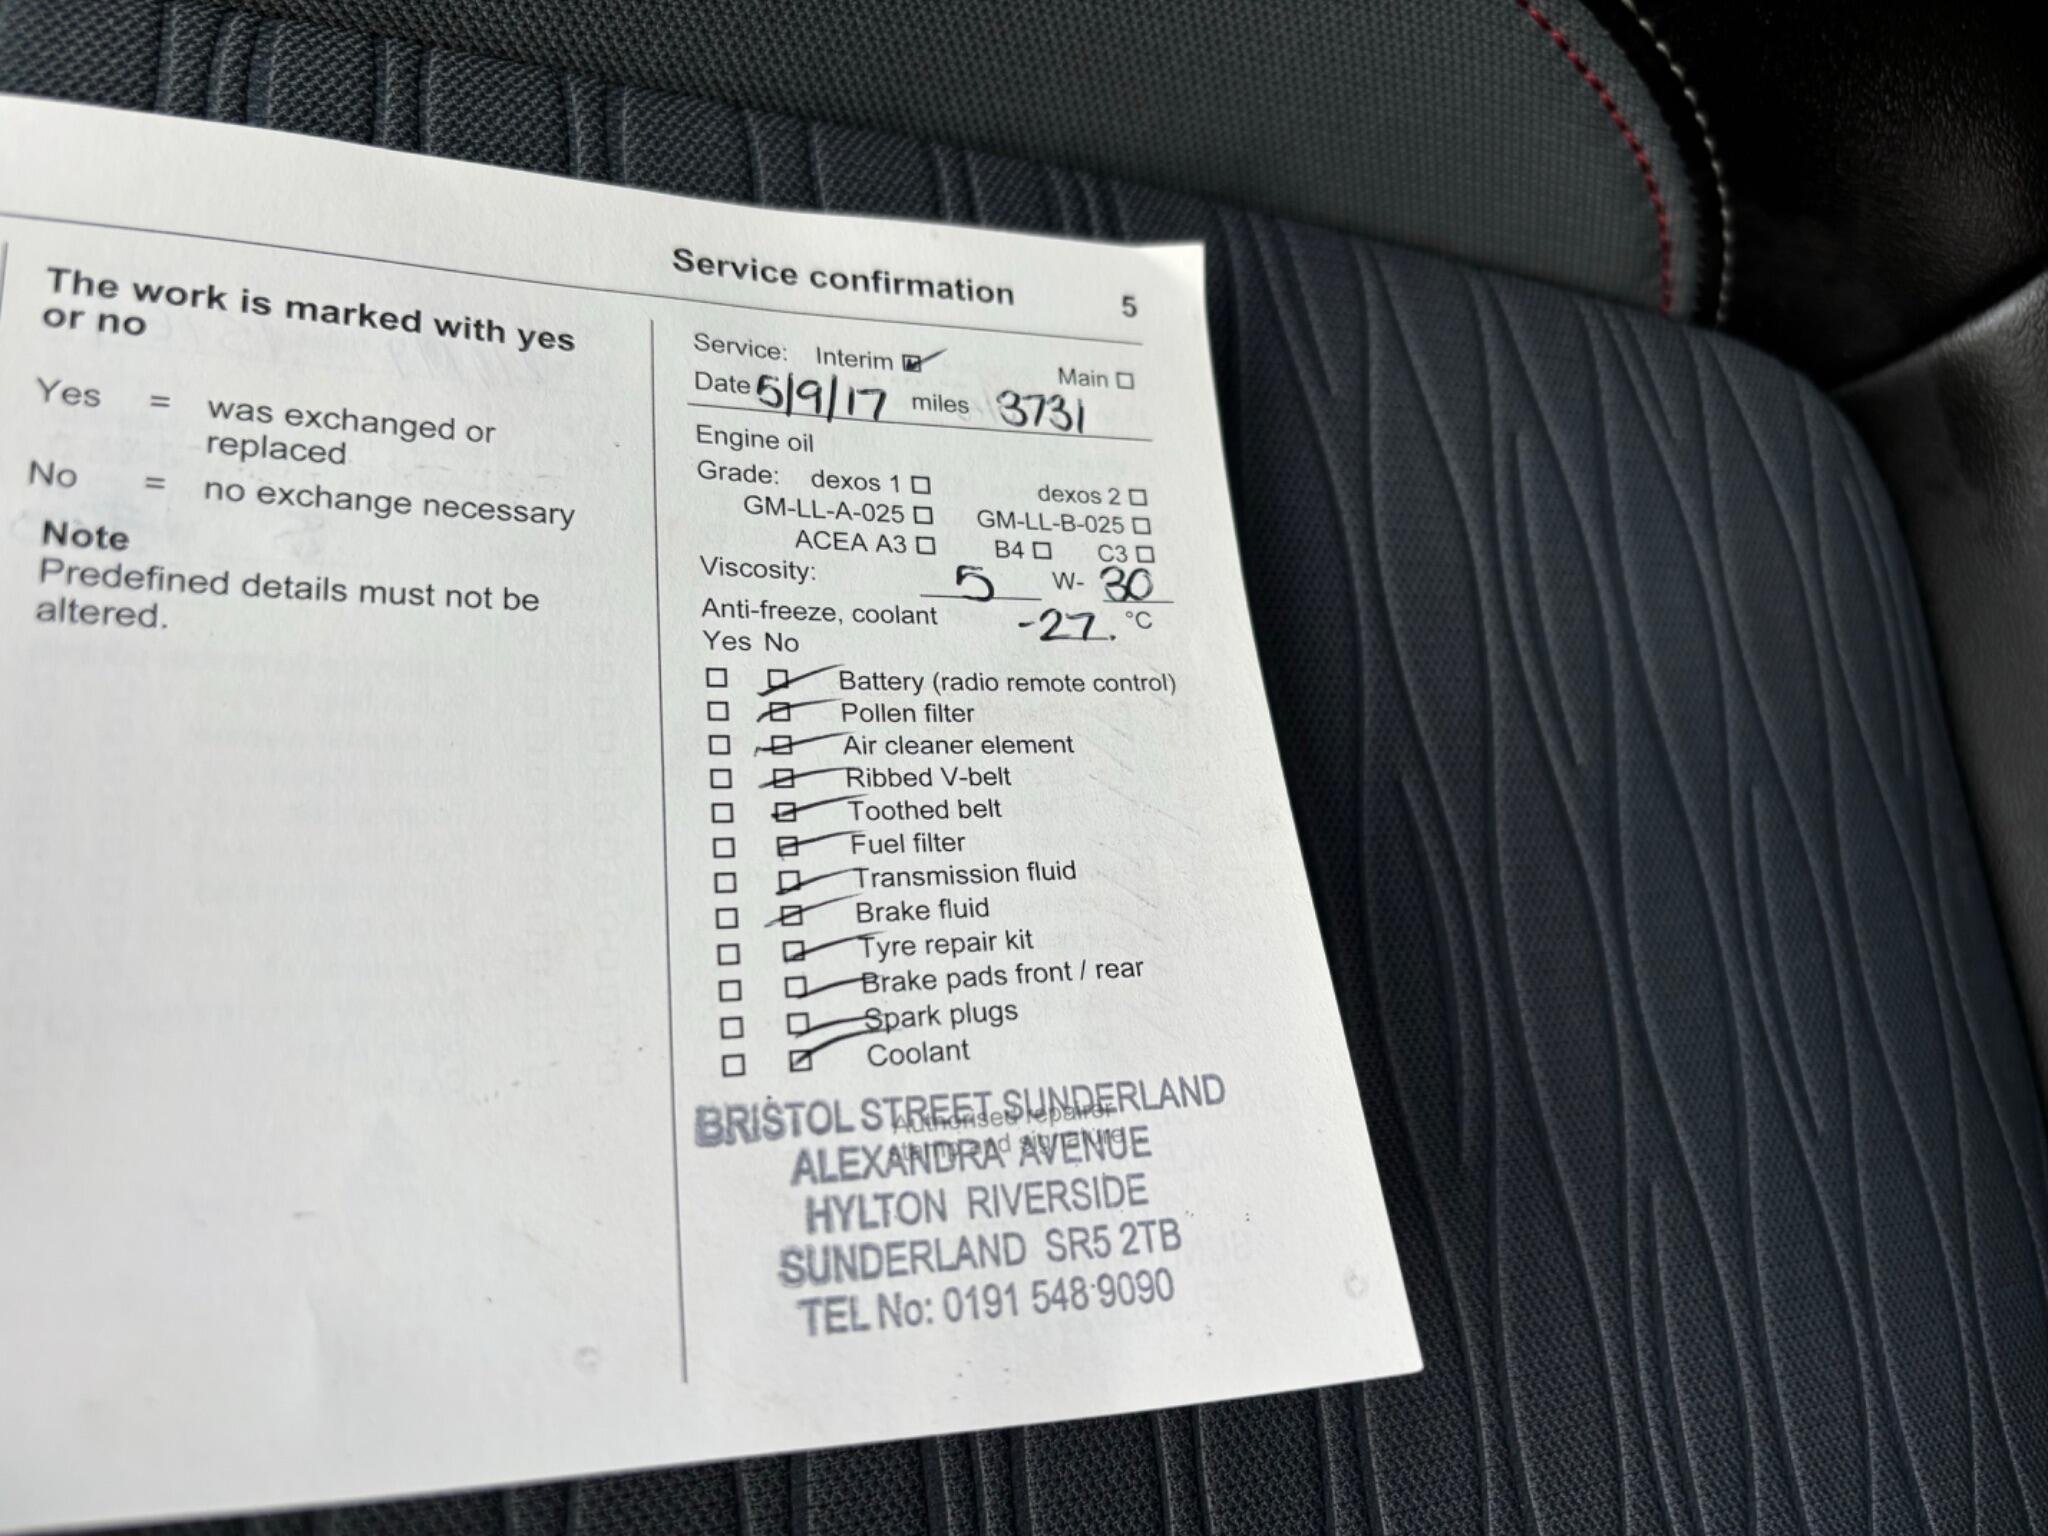 Service confirmation 5
The work is marked with yes
or no
Yes = was exchanged or
replaced
No = no exchange necessary
Note
Predefined details must not be
altered.
Service: Interim ☑ Main ☐
Date 5/9/17 miles 3731
Engine oil
Grade: dexos 1 ☐ dexos 2 ☐
GM-LL-A-025 ☐ GM-LL-B-025 ☐
ACEA A3 ☐ B4 ☐ C3 ☐
Viscosity: 5 W- 30
Anti-freeze, coolant -27. °C
Yes No
☐ ☑ Battery (radio remote control)
☐ ☑ Pollen filter
☐ ☑ Air cleaner element
☐ ☑ Ribbed V-belt
☐ ☑ Toothed belt
☐ ☑ Fuel filter
☐ ☑ Transmission fluid
☐ ☑ Brake fluid
☐ ☑ Tyre repair kit
☐ ☑ Brake pads front / rear
☐ ☑ Spark plugs
☐ ☑ Coolant
Authorised repairer
stamp and signature
BRISTOL STREET SUNDERLAND
ALEXANDRA AVENUE
HYLTON RIVERSIDE
SUNDERLAND SR5 2TB
TEL No: 0191 548 9090